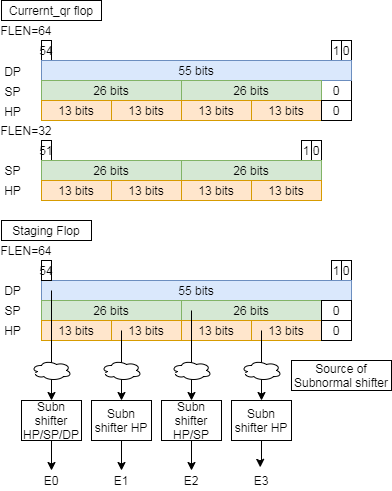 Currernt_qr flop
FLEN=64
54 1 0
DP 55 bits
SP 26 bits 26 bits 0
HP 13 bits 13 bits 13 bits 13 bits 0
FLEN=32
51 1 0
SP 26 bits 26 bits
HP 13 bits 13 bits 13 bits 13 bits
Staging Flop
FLEN=64
54 1 0
DP 55 bits
SP 26 bits 26 bits 0
HP 13 bits 13 bits 13 bits 13 bits 0
Source of
Subnormal shifter
Subn
shifter
HP/SP/DP
Subn
shifter HP
Subn
shifter
HP/SP
Subn
shifter HP
E0 E1 E2 E3